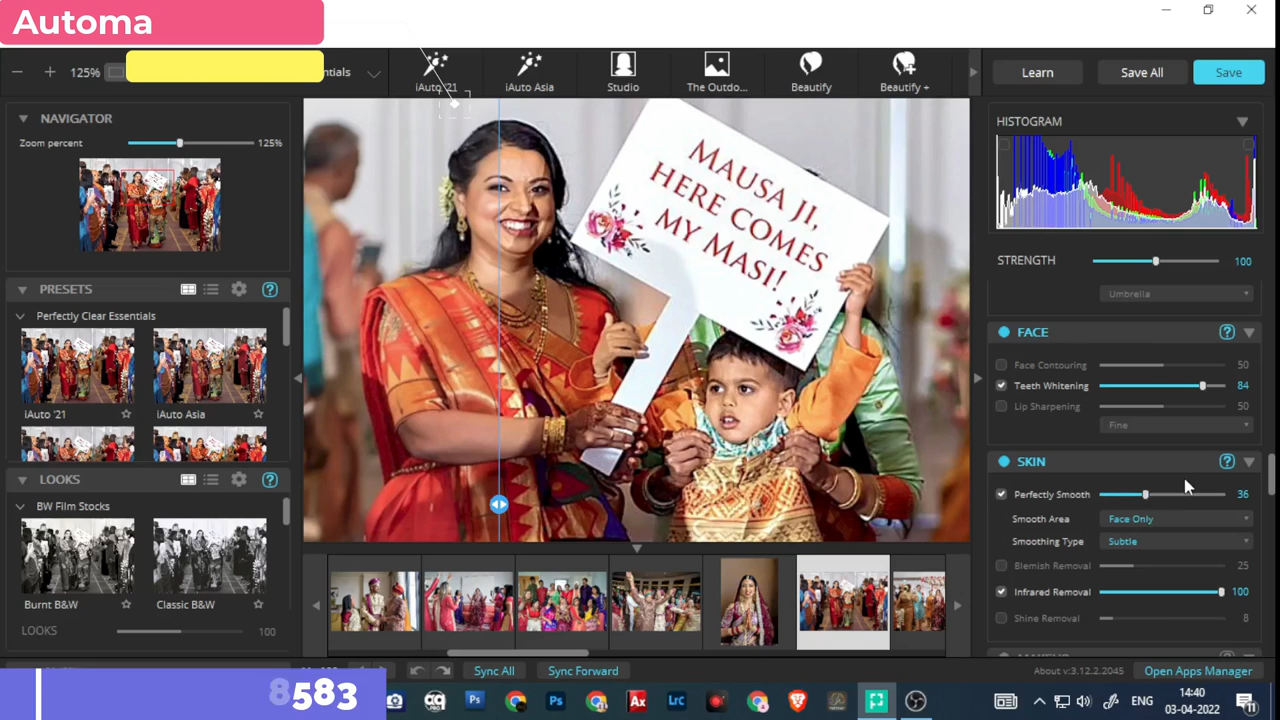 Automa
125%
ntials
iAuto '21
iAuto Asia
Studio
The Outdo...
Beautify
Beautify +
Learn
Save All
Save
NAVIGATOR
Zoom percent
125%
PRESETS
Perfectly Clear Essentials
iAuto '21
iAuto Asia
LOOKS
BW Film Stocks
Burnt B&W
Classic B&W
LOOKS
100
MAUSA JI,
HERE COMES
MY MASI!
HISTOGRAM
STRENGTH
100
Umbrella
FACE
Face Contouring
50
Teeth Whitening
84
Lip Sharpening
50
Fine
SKIN
Perfectly Smooth
36
Smooth Area
Face Only
Smoothing Type
Subtle
Blemish Removal
25
Infrared Removal
100
Shine Removal
8
Sync All
Sync Forward
About v:3.12.2.2045
Open Apps Manager
8583
Ps
Ps
Ax
Lrc
ENG
14:40
03-04-2022
11